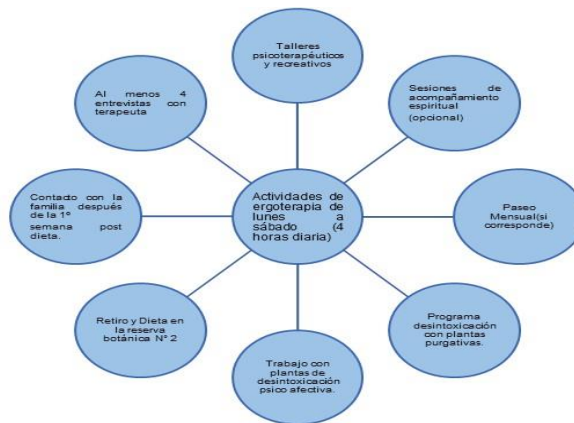 Talleres
psicoterapéuticos
y recreativos
Al menos 4
entrevistas con
terapeuta
Sesiones de
acompañamiento
espiritual
(opcional)
Contacto con la
familia después
de la 1º
semana post
dieta.
Actividades de
ergoterapia de
lunes a
sábado (4
horas diaria)
Paseo
Mensual(si
corresponde)
Retiro y Dieta en
la reserva
botánica N° 2
Programa
desintoxicación
con plantas
purgativas.
Trabajo con
plantas de
desintoxicación
psico afectiva.